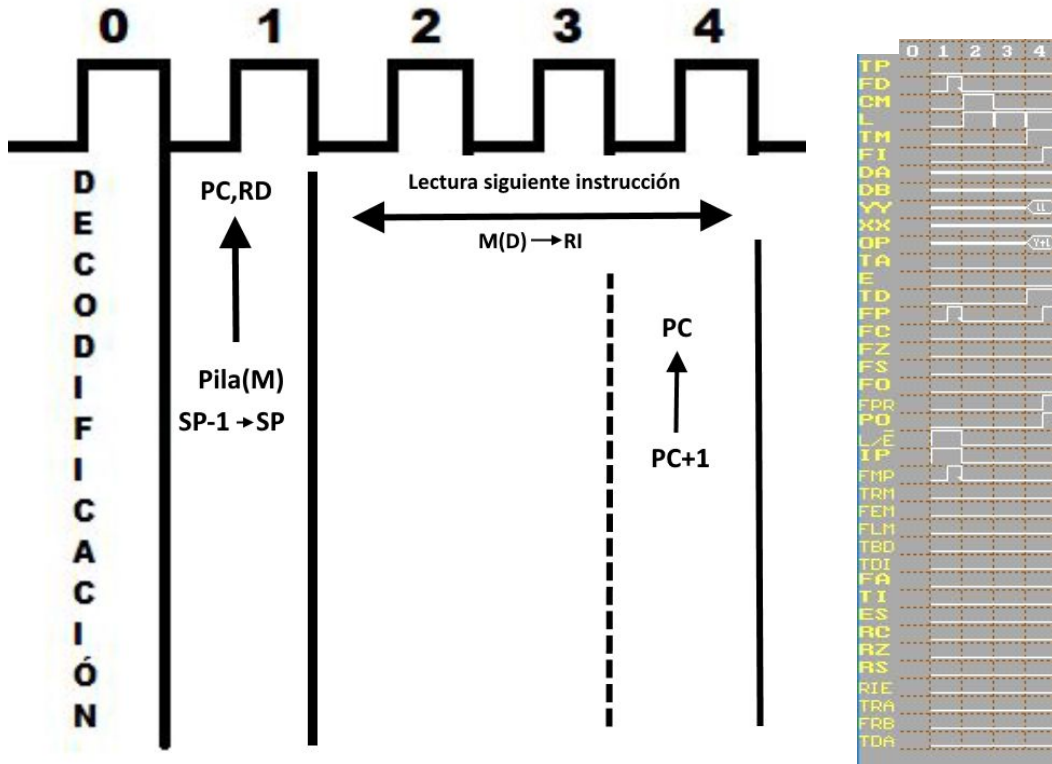 0 1 2 3 4
DECODIFICACIÓN
PC,RD
Pila(M)
SP-1 → SP
Lectura siguiente instrucción
M(D) → RI
PC
PC+1
0 1 2 3 4
TP
FD
CM
L
TM
FI
DA
DB
YY LL
XX
OP Y+1
TA
E
TD
FP
FC
FZ
FS
FO
FPR
PO
L/E̅
IP
FMP
TRM
FEM
FLM
TBD
TDI
FA
TI
ES
RC
RZ
RS
RIE
TRA
FRB
TDA